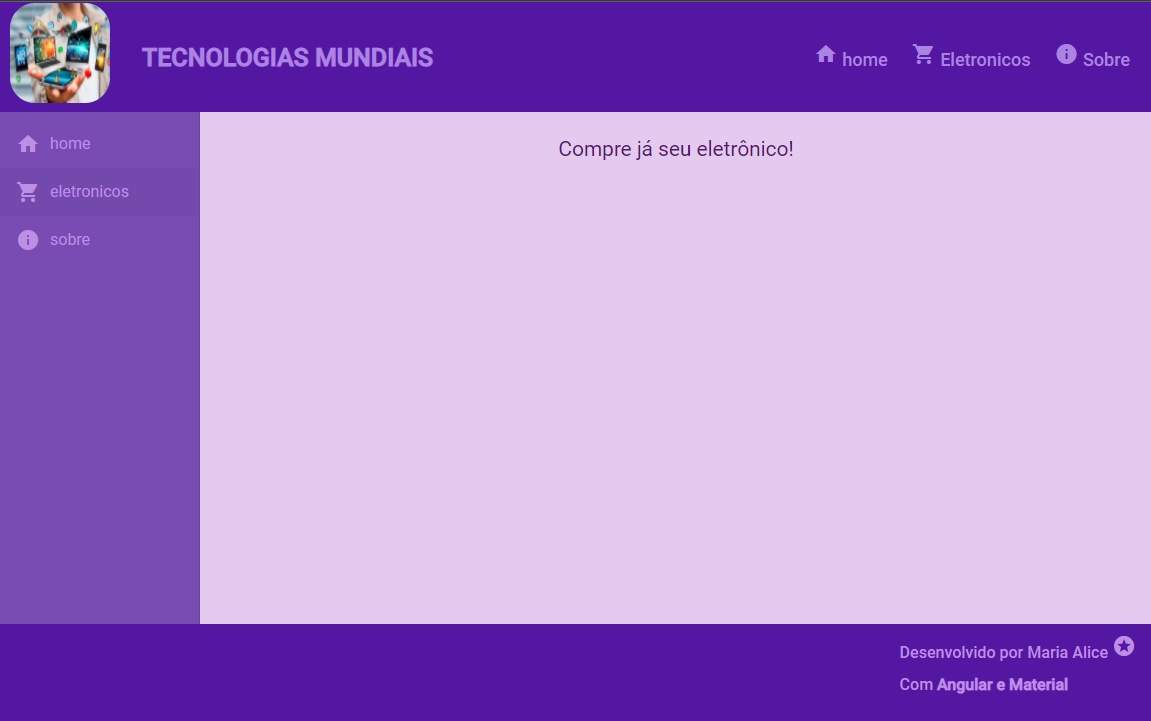 TECNOLOGIAS MUNDIAIS
home
Eletronicos
Sobre
home
eletronicos
sobre
Compre já seu eletrônico!
Desenvolvido por Maria Alice
Com Angular e Material